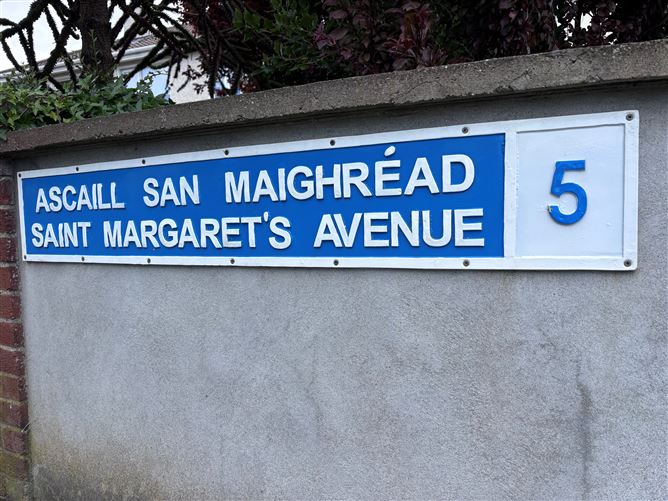 ASCAILL SAN MAIGHRÉAD
SAINT MARGARET'S AVENUE
5